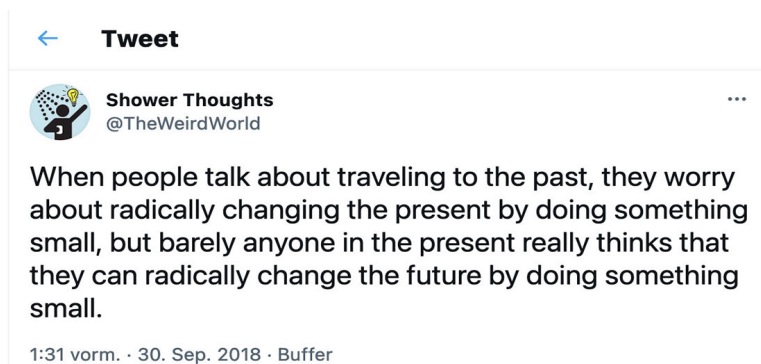 Tweet
Shower Thoughts
@TheWeirdWorld
When people talk about traveling to the past, they worry
about radically changing the present by doing something
small, but barely anyone in the present really thinks that
they can radically change the future by doing something
small.
1:31 vorm. · 30. Sep. 2018 · Buffer